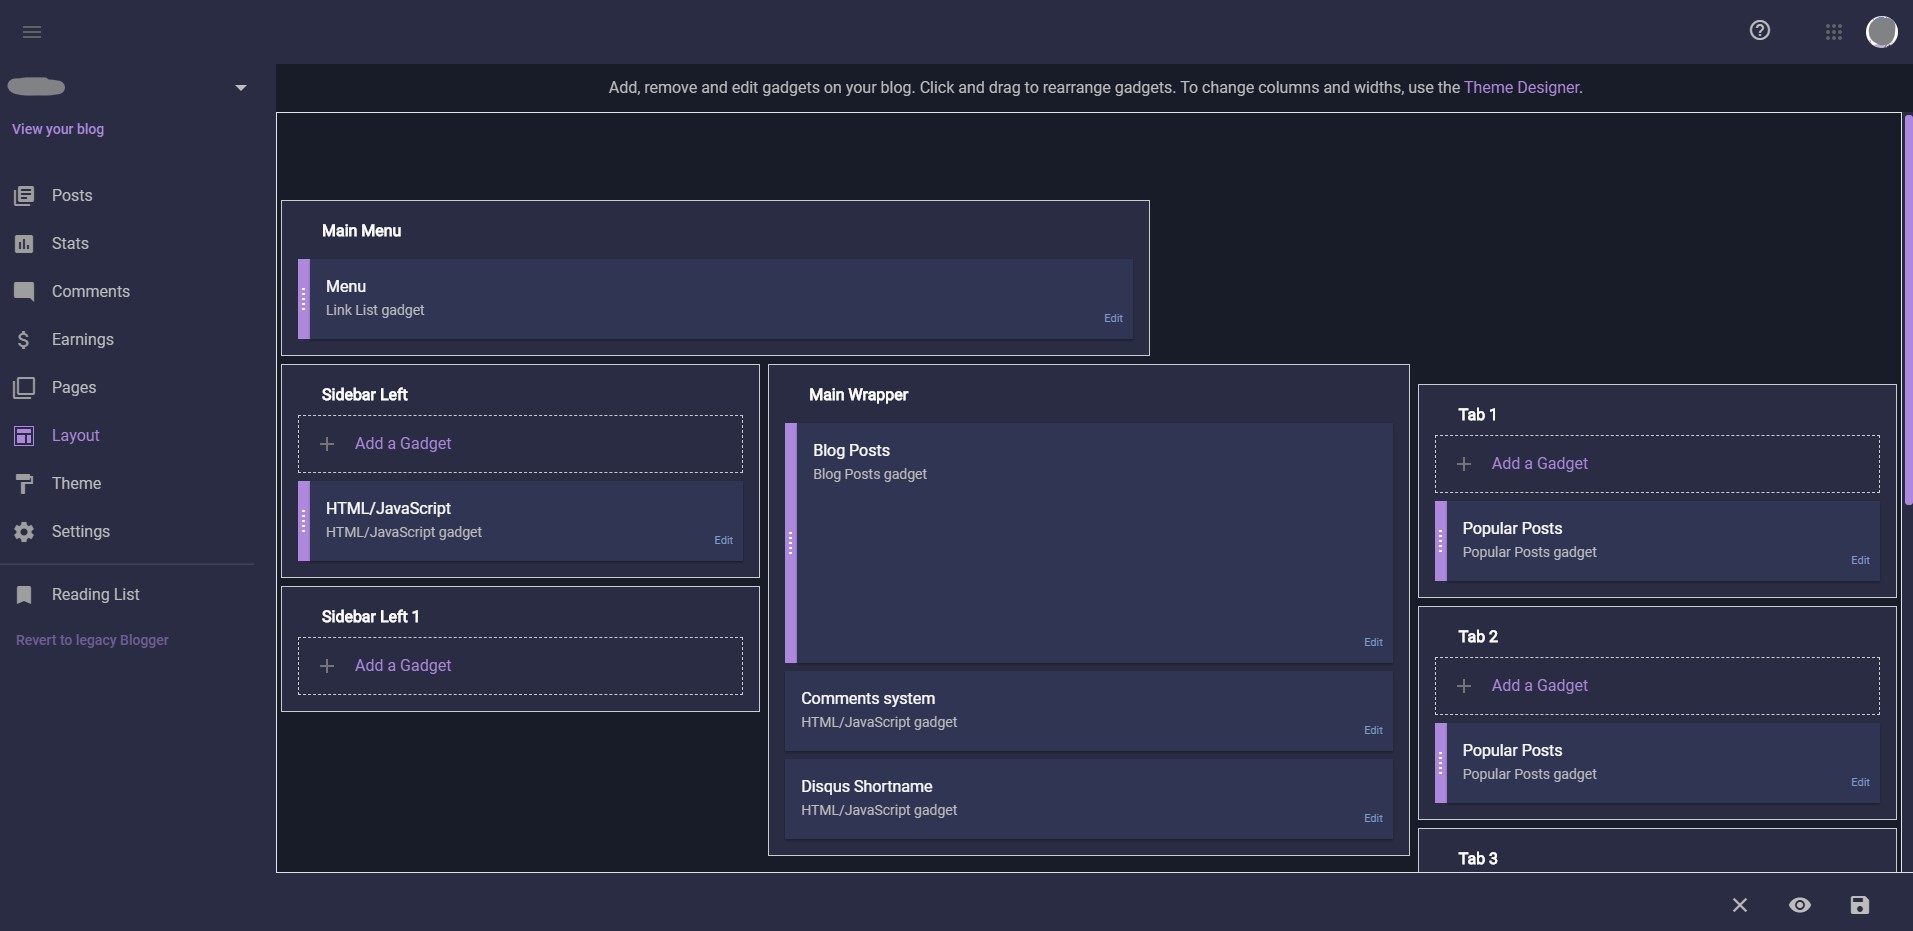 Add, remove and edit gadgets on your blog. Click and drag to rearrange gadgets. To change columns and widths, use the Theme Designer.
View your blog
Posts
Stats
Comments
Earnings
Pages
Layout
Theme
Settings
Reading List
Revert to legacy Blogger
Main Menu
Menu
Link List gadget
Edit
Sidebar Left
Add a Gadget
HTML/JavaScript
HTML/JavaScript gadget
Edit
Sidebar Left 1
Add a Gadget
Main Wrapper
Blog Posts
Blog Posts gadget
Edit
Comments system
HTML/JavaScript gadget
Edit
Disqus Shortname
HTML/JavaScript gadget
Edit
Tab 1
Add a Gadget
Popular Posts
Popular Posts gadget
Edit
Tab 2
Add a Gadget
Popular Posts
Popular Posts gadget
Edit
Tab 3